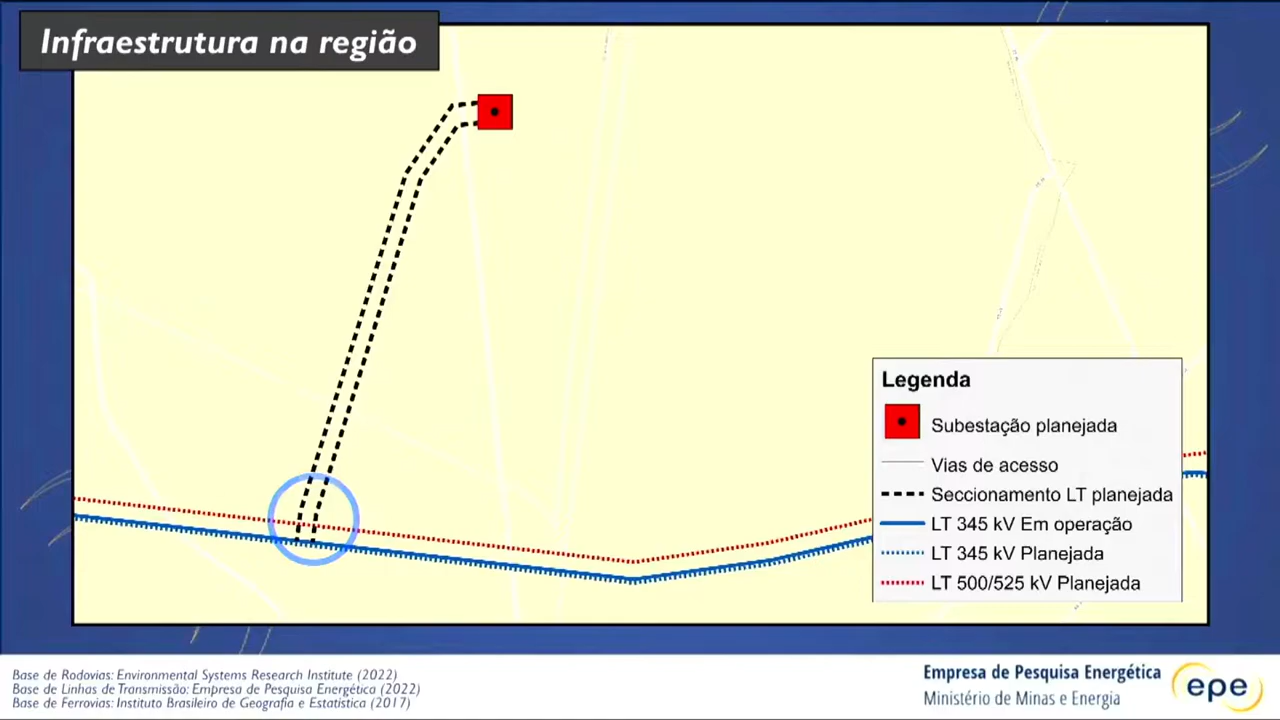 Infraestrutura na região
Legenda
Subestação planejada
Vias de acesso
Seccionamento LT planejada
LT 345 kV Em operação
LT 345 kV Planejada
LT 500/525 kV Planejada
Base de Rodovias: Environmental Systems Research Institute (2022)
Base de Linhas de Transmissão: Empresa de Pesquisa Energética (2022)
Base de Ferrovias: Instituto Brasileiro de Geografia e Estatística (2017)
Empresa de Pesquisa Energética
Ministério de Minas e Energia
epe